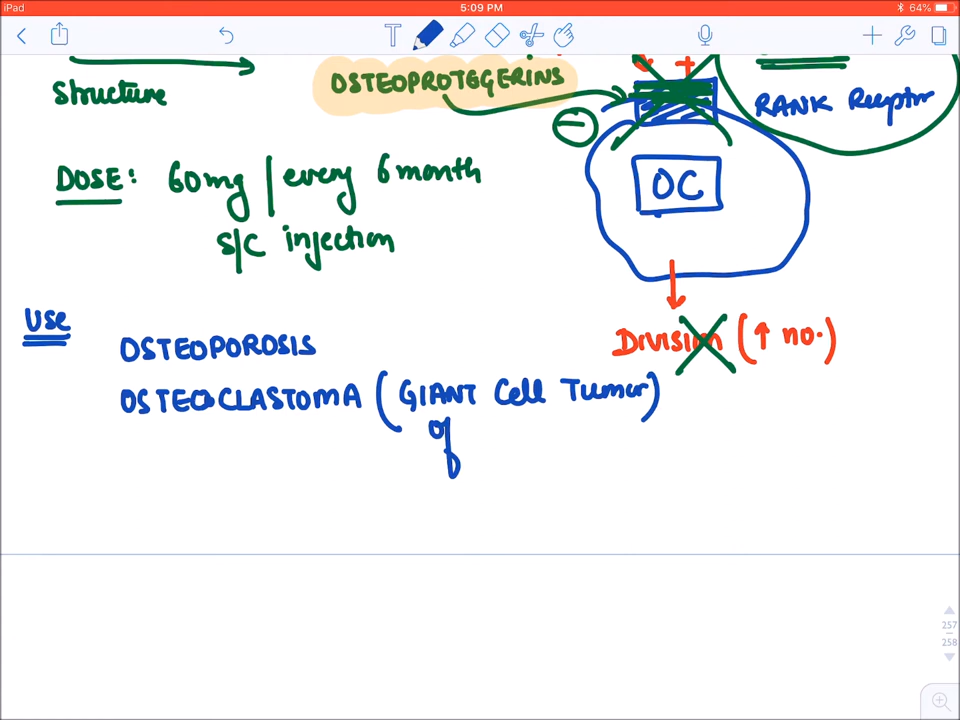 iPad
5:09 PM
64%
T
OSTEOPROTEGERINS
+
Structure
RANK Receptor
−
DOSE: 60mg | every 6 month
S/C injection
OC
Use
Division (↑ no.)
OSTEOPOROSIS
OSTEOCLASTOMA (GIANT Cell Tumor)
of
257
258